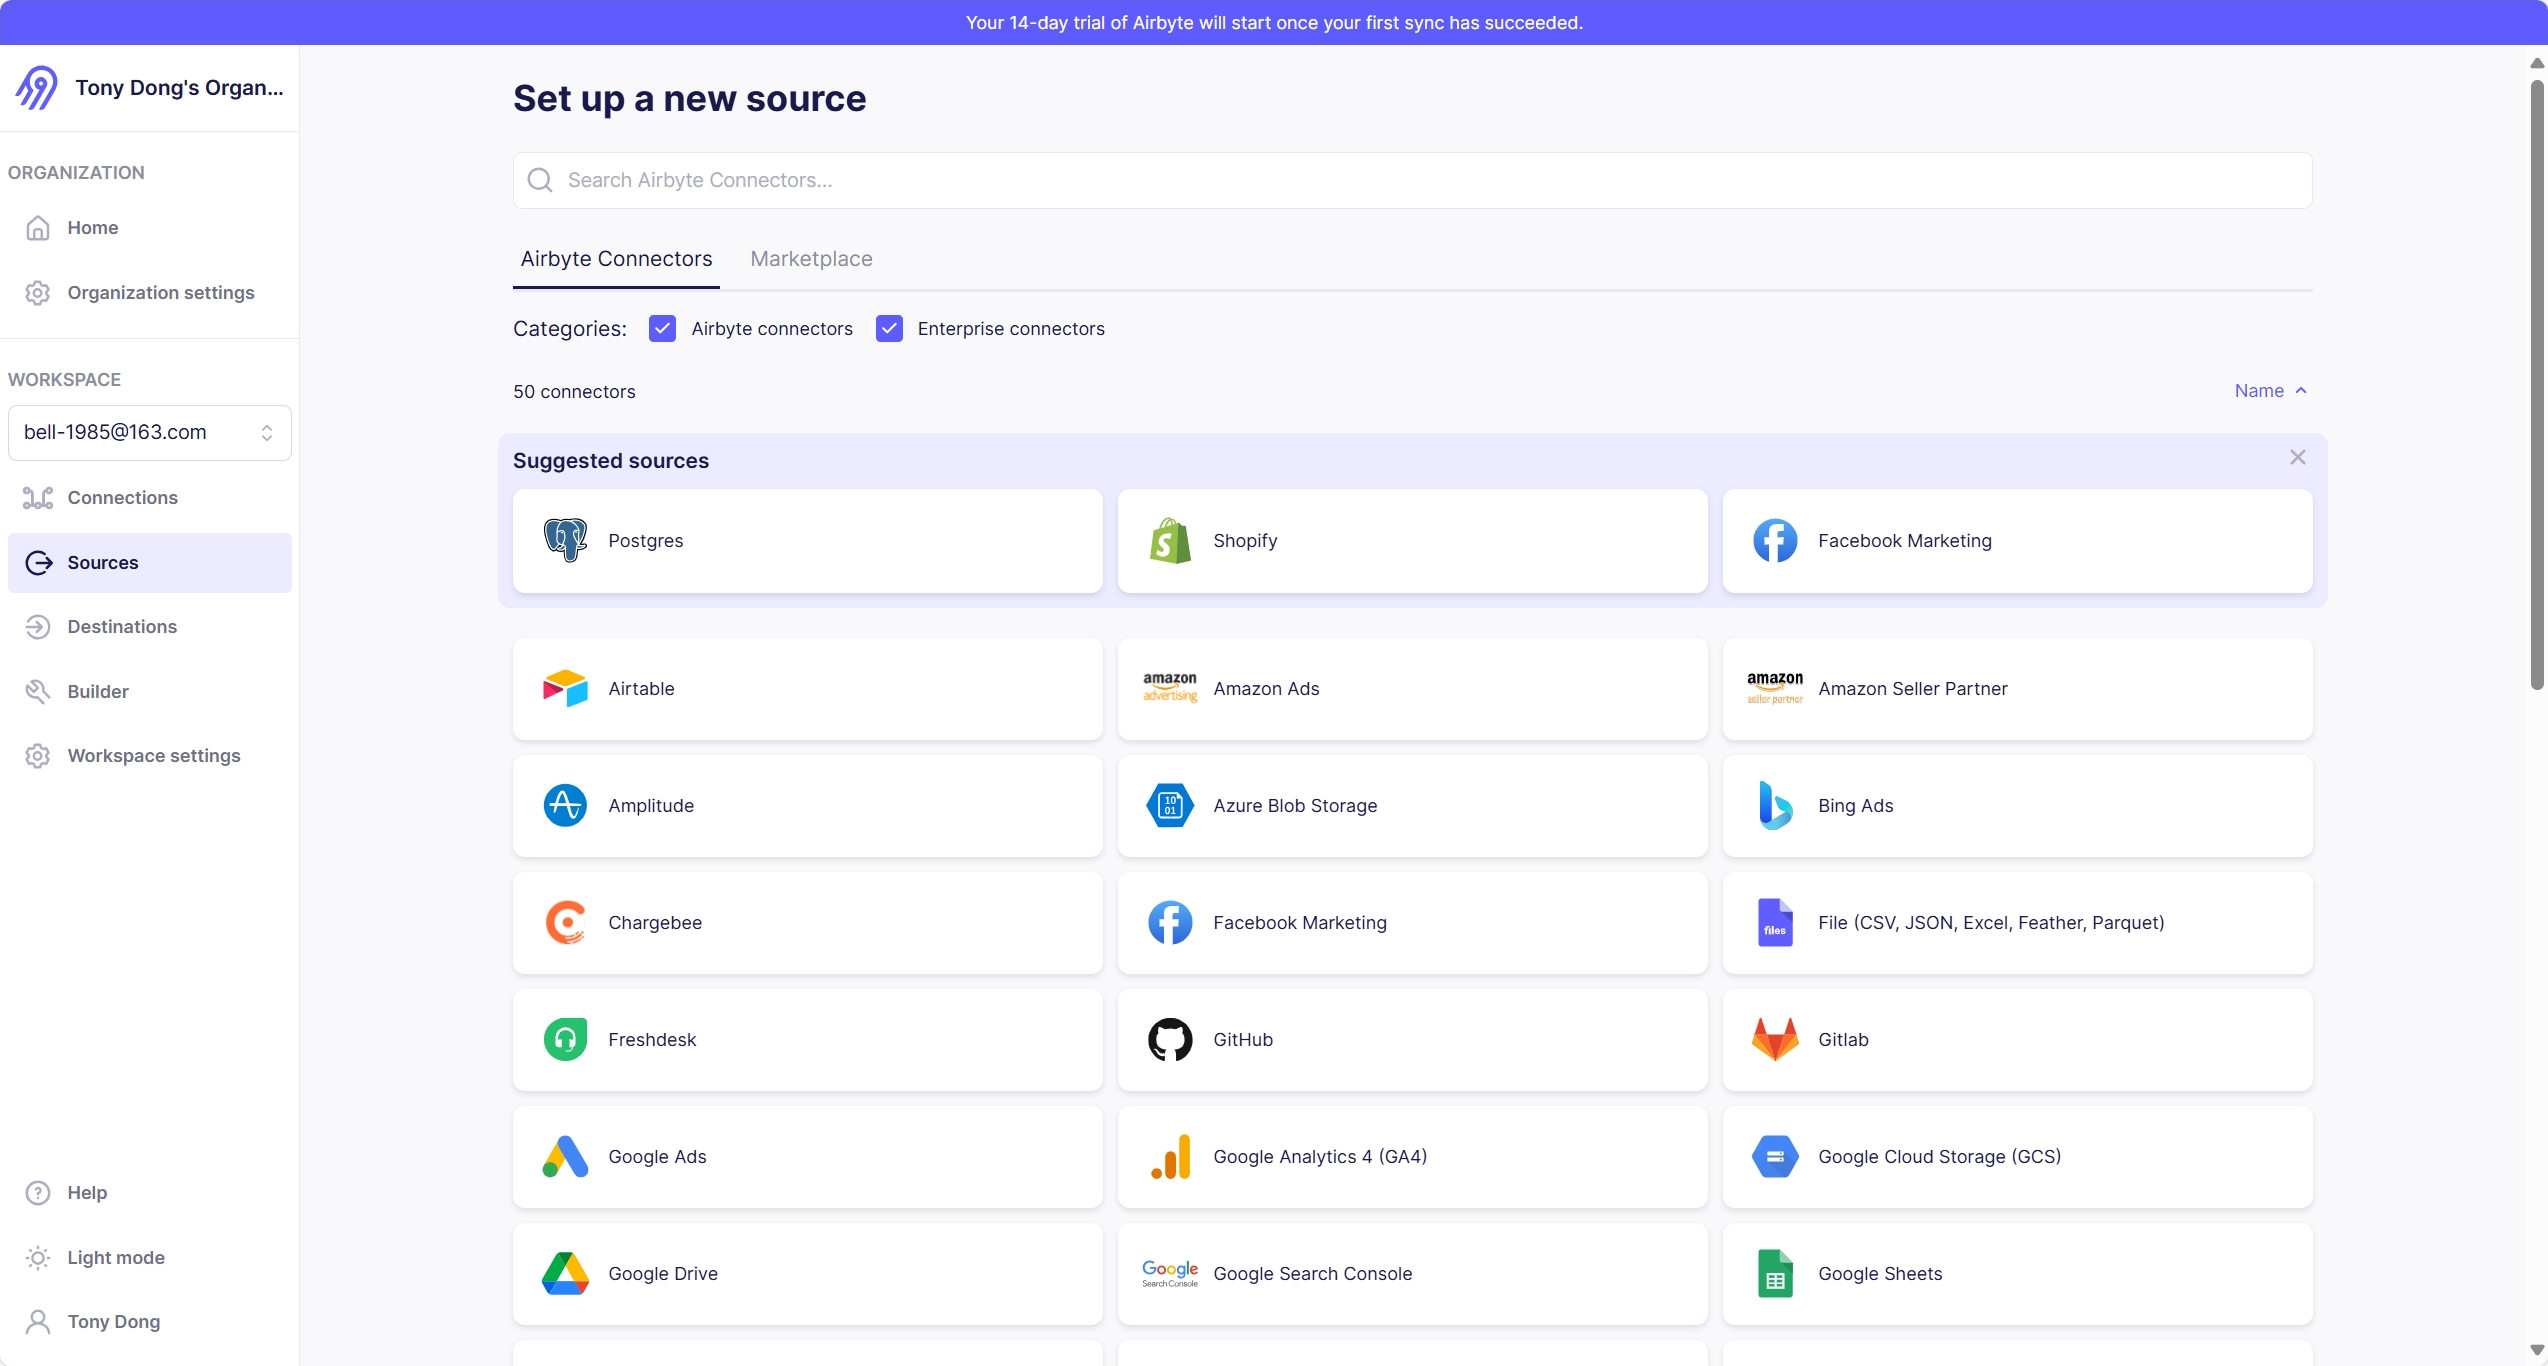 Your 14-day trial of Airbyte will start once your first sync has succeeded.
Tony Dong's Organ...
ORGANIZATION
Home
Organization settings
WORKSPACE
bell-1985@163.com
Connections
Sources
Destinations
Builder
Workspace settings
Help
Light mode
Tony Dong
Set up a new source
Search Airbyte Connectors...
Airbyte Connectors Marketplace
Categories: Airbyte connectors Enterprise connectors
50 connectors Name
Suggested sources
Postgres
Shopify
Facebook Marketing
Airtable
amazon
advertising
Amazon Ads
amazon
seller partner
Amazon Seller Partner
Amplitude
10
01
Azure Blob Storage
Bing Ads
Chargebee
Facebook Marketing
files
File (CSV, JSON, Excel, Feather, Parquet)
Freshdesk
GitHub
Gitlab
Google Ads
Google Analytics 4 (GA4)
Google Cloud Storage (GCS)
Google Drive
Google
Search Console
Google Search Console
Google Sheets